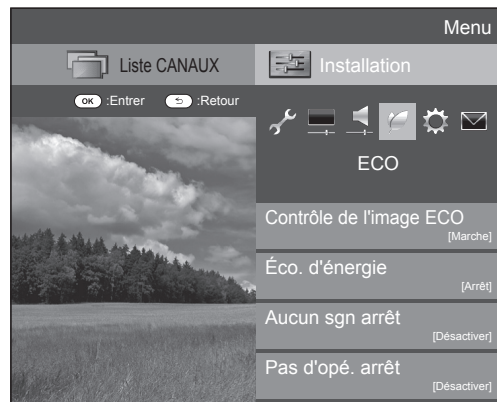 Menu
Liste CANAUX
Installation
OK :Entrer :Retour
ECO
Contrôle de l'image ECO
[Marche]
Éco. d'énergie
[Arrêt]
Aucun sgn arrêt
[Désactiver]
Pas d'opé. arrêt
[Désactiver]